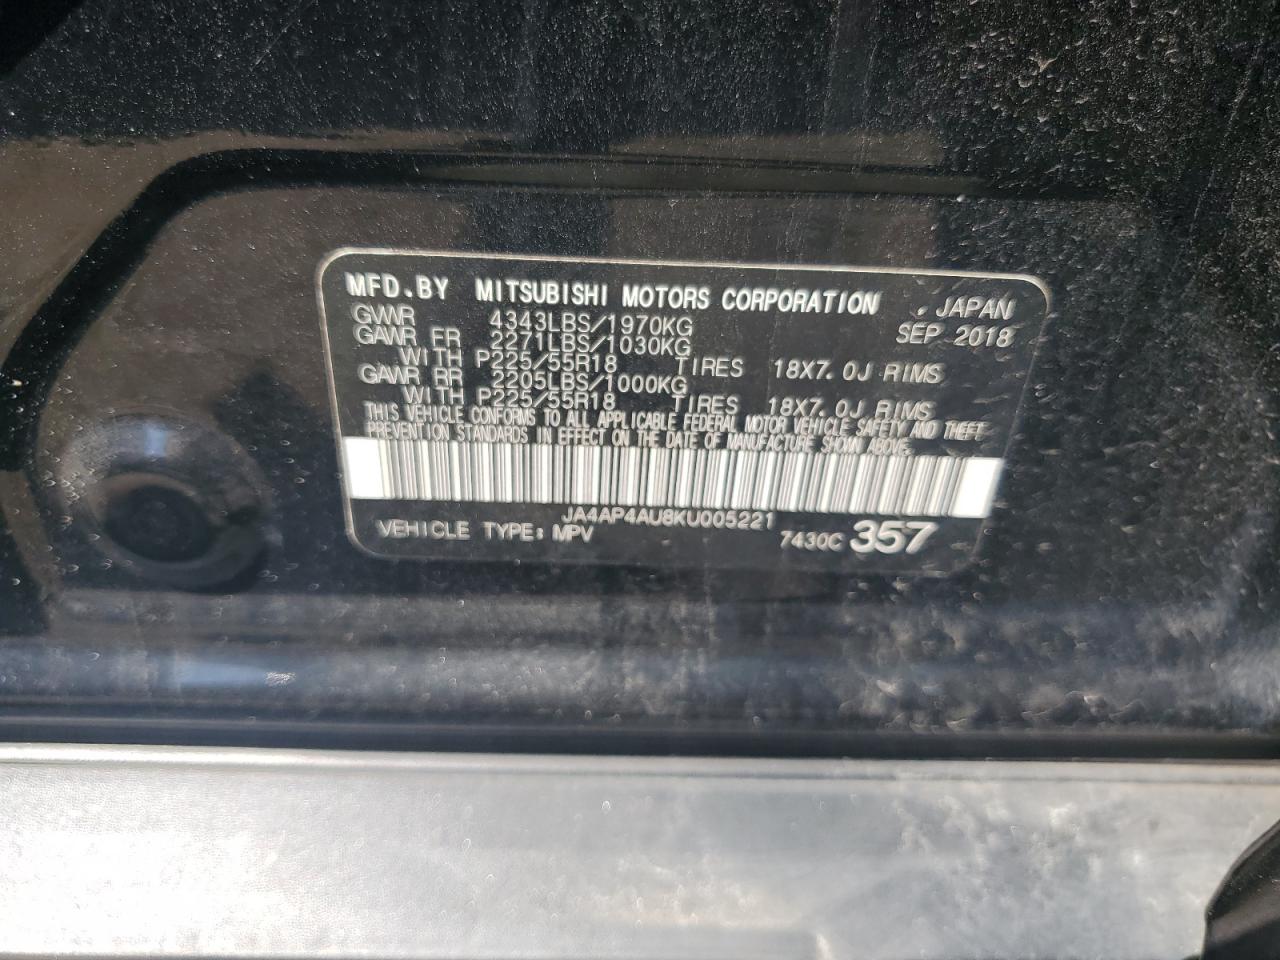 MFD.BY MITSUBISHI MOTORS CORPORATION , JAPAN
GVWR 4343LBS/1970KG SEP 2018
GAWR FR 2271LBS/1030KG
WITH P225/55R18 TIRES 18X7.0J RIMS
GAWR RR 2205LBS/1000KG
WITH P225/55R18 TIRES 18X7.0J RIMS
THIS VEHICLE CONFORMS TO ALL APPLICABLE FEDERAL MOTOR VEHICLE SAFETY AND THEFT
PREVENTION STANDARDS IN EFFECT ON THE DATE OF MANUFACTURE SHOWN ABOVE.
JA4AP4AU8KU005221
VEHICLE TYPE: MPV 7430C 357